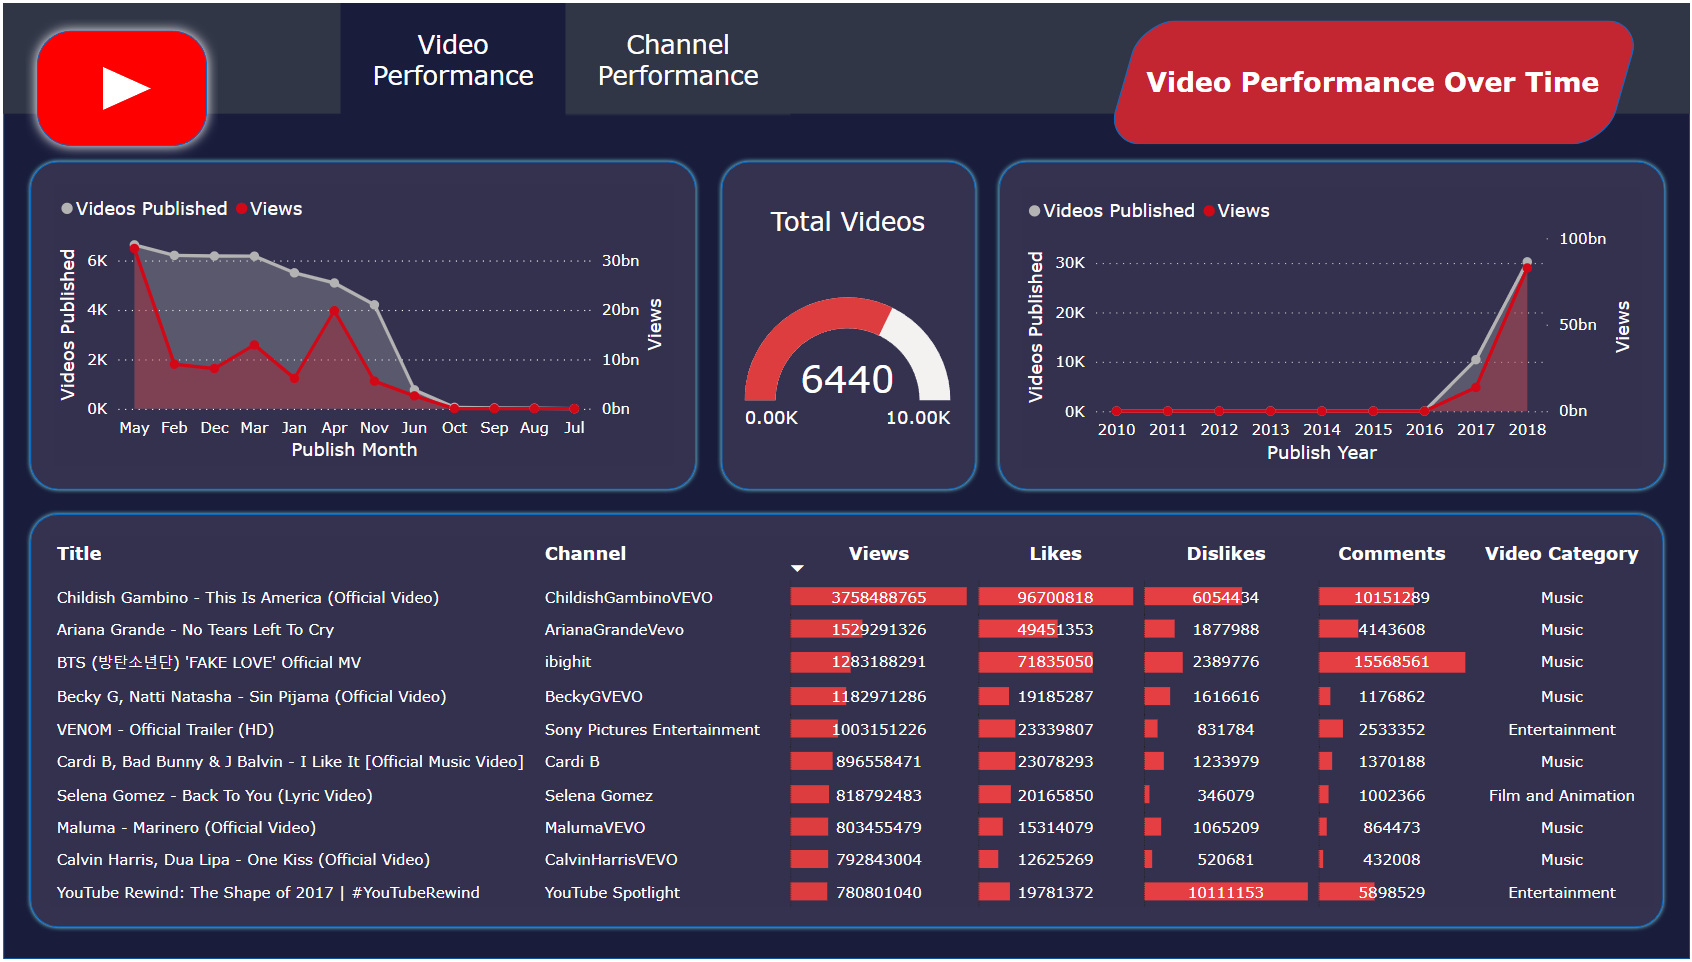 Video
Performance
Channel
Performance
Video Performance Over Time
Videos Published Views
Videos Published
6K
4K
2K
0K
30bn
20bn
10bn
0bn
Views
May Feb Dec Mar Jan Apr Nov Jun Oct Sep Aug Jul
Publish Month
Total Videos
6440
0.00K 10.00K
Videos Published Views
Videos Published
30K
20K
10K
0K
100bn
50bn
0bn
Views
2010 2011 2012 2013 2014 2015 2016 2017 2018
Publish Year
Title Channel Views Likes Dislikes Comments Video Category
Childish Gambino - This Is America (Official Video) ChildishGambinoVEVO 3758488765 96700818 6054434 10151289 Music
Ariana Grande - No Tears Left To Cry ArianaGrandeVevo 1529291326 49451353 1877988 4143608 Music
BTS (방탄소년단) 'FAKE LOVE' Official MV ibighit 1283188291 71835050 2389776 15568561 Music
Becky G, Natti Natasha - Sin Pijama (Official Video) BeckyGVEVO 1182971286 19185287 1616616 1176862 Music
VENOM - Official Trailer (HD) Sony Pictures Entertainment 1003151226 23339807 831784 2533352 Entertainment
Cardi B, Bad Bunny & J Balvin - I Like It [Official Music Video] Cardi B 896558471 23078293 1233979 1370188 Music
Selena Gomez - Back To You (Lyric Video) Selena Gomez 818792483 20165850 346079 1002366 Film and Animation
Maluma - Marinero (Official Video) MalumaVEVO 803455479 15314079 1065209 864473 Music
Calvin Harris, Dua Lipa - One Kiss (Official Video) CalvinHarrisVEVO 792843004 12625269 520681 432008 Music
YouTube Rewind: The Shape of 2017 | #YouTubeRewind YouTube Spotlight 780801040 19781372 10111153 5898529 Entertainment